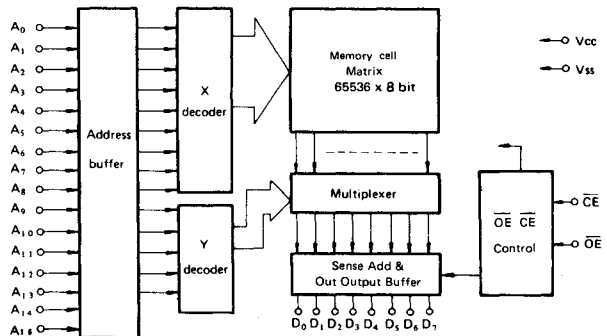 A0
A1
A2
A3
A4
A5
A6
A7
A8
A9
A10
A11
A12
A13
A14
A15
Address
buffer
X
decoder
Y
decoder
Memory cell
Matrix
65536 x 8 bit
Multiplexer
Sense Add &
Out Output Buffer
D0 D1 D2 D3 D4 D5 D6 D7
Vcc
Vss
OE CE
Control
CE
OE